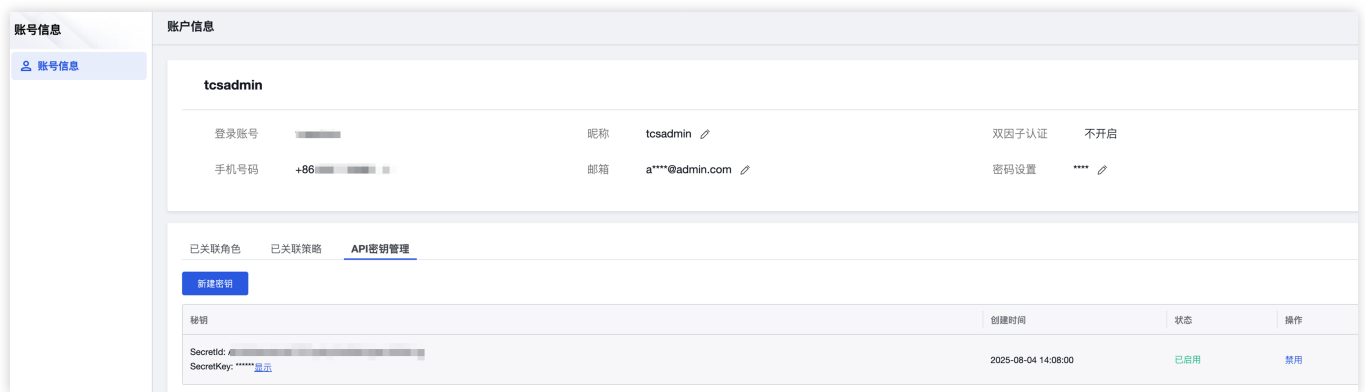 账号信息
账户信息
账号信息
tcsadmin
登录账号
昵称 tcsadmin
双因子认证 不开启
手机号码 +86
邮箱 a****@admin.com
密码设置 ****
已关联角色 已关联策略 API密钥管理
新建密钥
秘钥 创建时间 状态 操作
SecretId:
SecretKey: ******显示
2025-08-04 14:08:00 已启用 禁用